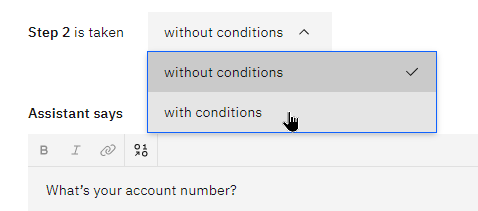 Step 2 is taken without conditions
without conditions
with conditions
Assistant says
B I
What's your account number?